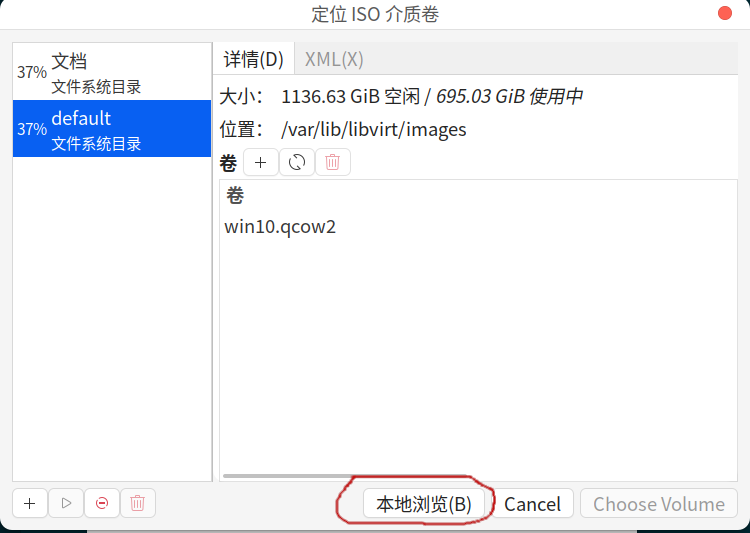 定位 ISO 介质卷
37% 文档
文件系统目录
37% default
文件系统目录
详情(D) XML(X)
大小： 1136.63 GiB 空闲 / 695.03 GiB 使用中
位置： /var/lib/libvirt/images
卷
卷
win10.qcow2
本地浏览(B) Cancel Choose Volume